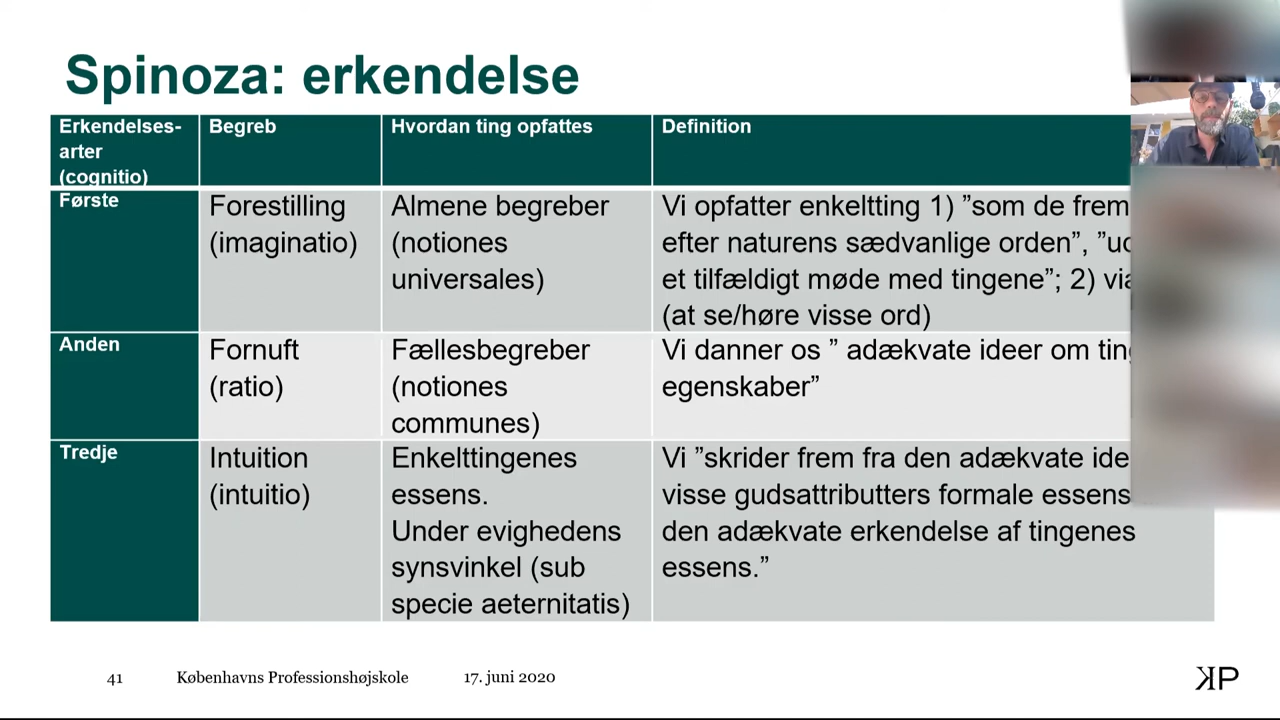 Spinoza: erkendelse
Erkendelses-
arter
(cognitio)
Begreb
Hvordan ting opfattes
Definition
Første
Forestilling
(imaginatio)
Almene begreber
(notiones
universales)
Vi opfatter enkeltting 1) ”som de
efter naturens sædvanlige orden”,
et tilfældigt møde med tingene”; 2)
(at se/høre visse ord)
Anden
Fornuft
(ratio)
Fællesbegreber
(notiones
communes)
Vi danner os ” adækvate ideer om
egenskaber”
Tredje
Intuition
(intuitio)
Enkelttingenes
essens.
Under evighedens
synsvinkel (sub
specie aeternitatis)
Vi ”skrider frem fra den adækvate
visse gudsattributters formale essens
den adækvate erkendelse af tingenes
essens.”
41
Københavns Professionshøjskole
17. juni 2020
KP